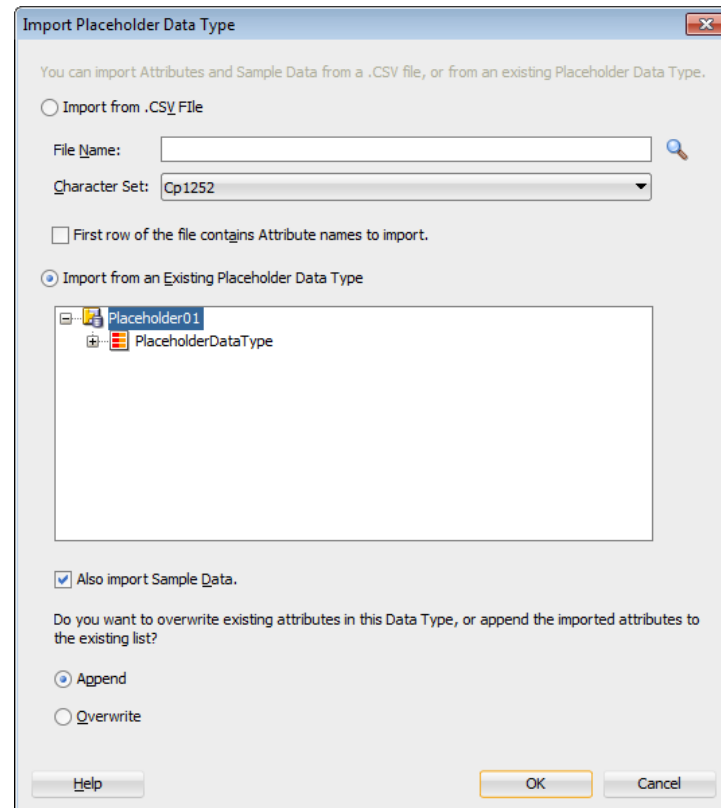 Import Placeholder Data Type
You can import Attributes and Sample Data from a .CSV file, or from an existing Placeholder Data Type.
Import from .CSV FIle
File Name:
Character Set:
Cp1252
First row of the file contains Attribute names to import.
Import from an Existing Placeholder Data Type
Placeholder01
PlaceholderDataType
Also import Sample Data.
Do you want to overwrite existing attributes in this Data Type, or append the imported attributes to
the existing list?
Append
Overwrite
Help
OK
Cancel